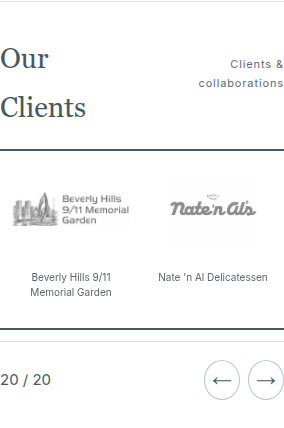 Our
Clients
Clients &
collaborations
Beverly Hills
9/11 Memorial
Garden
Nate'n Al's
Beverly Hills 9/11
Memorial Garden
Nate 'n Al Delicatessen
20 / 20